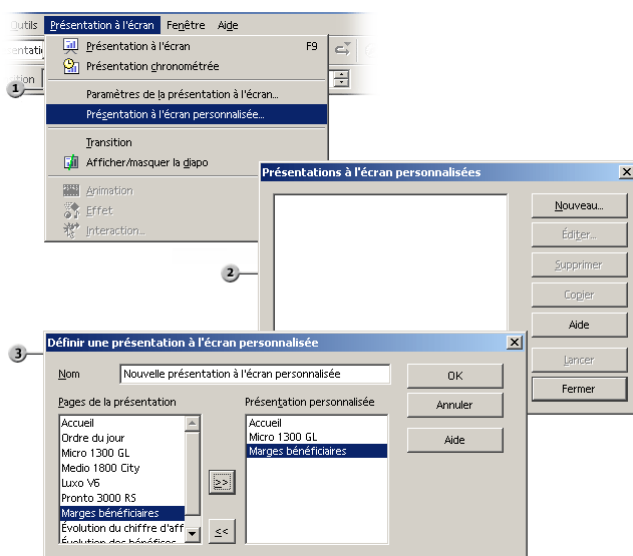 Outils Présentation à l'écran Fenêtre Aide
Présentation à l'écran F9
Présentation chronométrée
1
Paramètres de la présentation à l'écran...
Présentation à l'écran personnalisée...
Transition
Afficher/masquer la diapo
Animation
Effet
Interaction...
2
Présentations à l'écran personnalisées
Nouveau...
Éditer...
Supprimer
Copier
Aide
Lancer
Fermer
3
Définir une présentation à l'écran personnalisée
Nom Nouvelle présentation à l'écran personnalisée
OK
Annuler
Aide
Pages de la présentation
Accueil
Ordre du jour
Micro 1300 GL
Medio 1800 City
Luxo V6
Pronto 3000 RS
Marges bénéficiaires
Évolution du chiffre d'aff
>>
<<
Présentation personnalisée
Accueil
Micro 1300 GL
Marges bénéficiaires